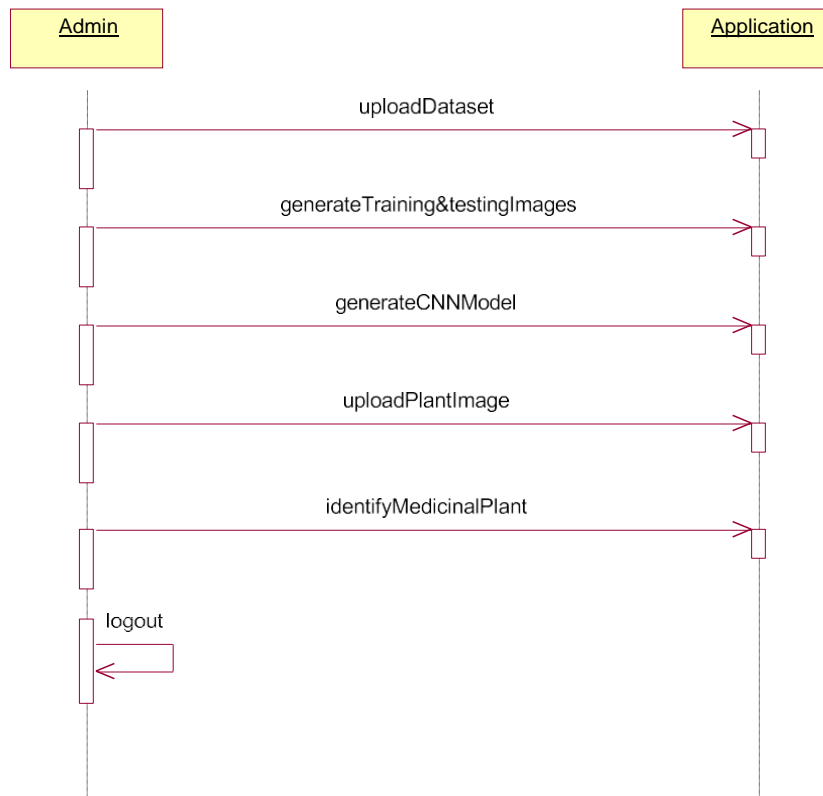 Admin
Application
uploadDataset
generateTraining&testingImages
generateCNNModel
uploadPlantImage
identifyMedicinalPlant
logout